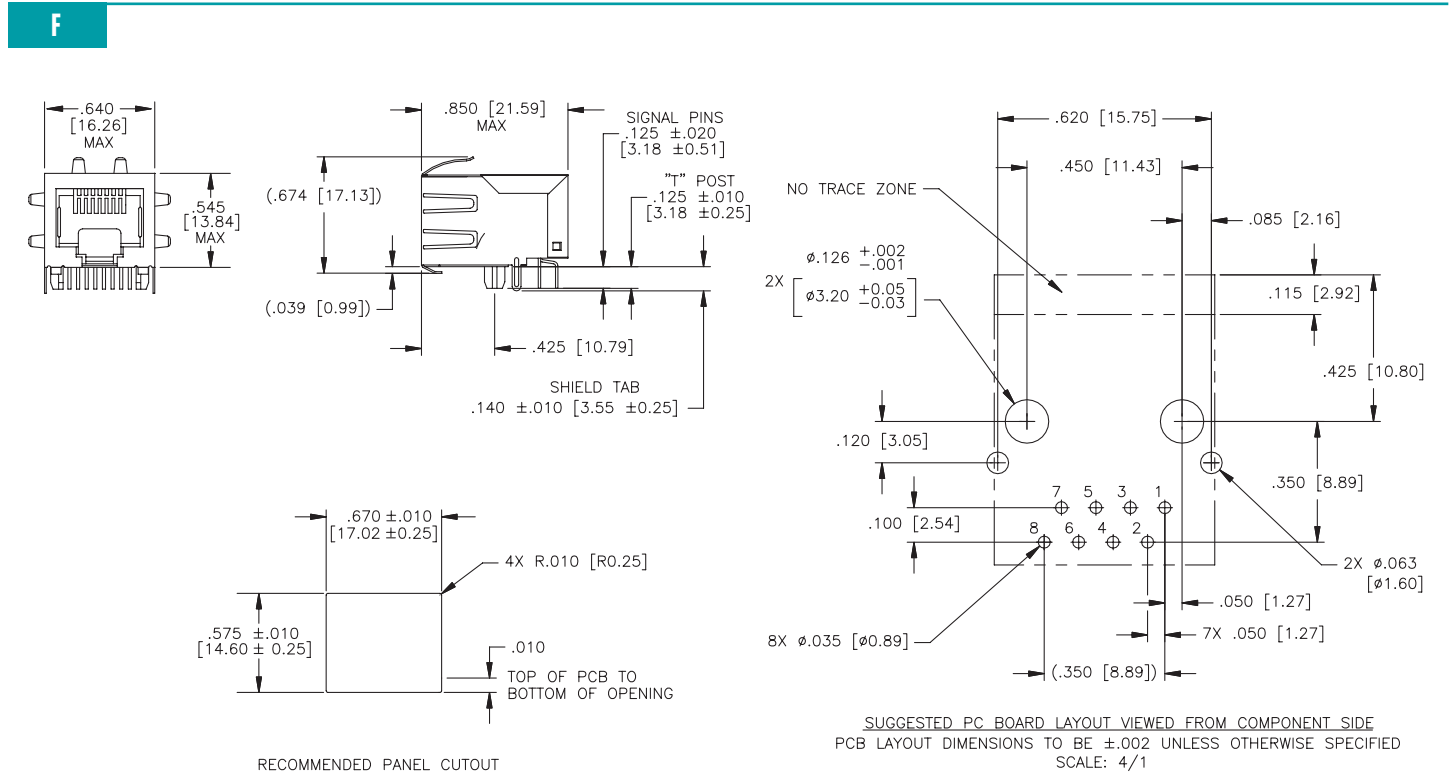 F
.640
[16.26]
MAX
.545
[13.84]
MAX
.850 [21.59]
MAX
(.674 [17.13])
(.039 [0.99])
SIGNAL PINS
.125 ±.020
[3.18 ±0.51]
"T" POST
.125 ±.010
[3.18 ±0.25]
.425 [10.79]
SHIELD TAB
.140 ±.010 [3.55 ±0.25]
.670 ±.010
[17.02 ±0.25]
4X R.010 [R0.25]
.575 ±.010
[14.60 ± 0.25]
.010
TOP OF PCB TO
BOTTOM OF OPENING
RECOMMENDED PANEL CUTOUT
.620 [15.75]
.450 [11.43]
NO TRACE ZONE
.085 [2.16]
ø.126 +.002
-.001
2X [ø3.20 +0.05
-0.03]
.115 [2.92]
.425 [10.80]
.120 [3.05]
.350 [8.89]
7 5 3 1
.100 [2.54]
8 6 4 2
2X ø.063
[ø1.60]
.050 [1.27]
8X ø.035 [ø0.89]
7X .050 [1.27]
(.350 [8.89])
SUGGESTED PC BOARD LAYOUT VIEWED FROM COMPONENT SIDE
PCB LAYOUT DIMENSIONS TO BE ±.002 UNLESS OTHERWISE SPECIFIED
SCALE: 4/1